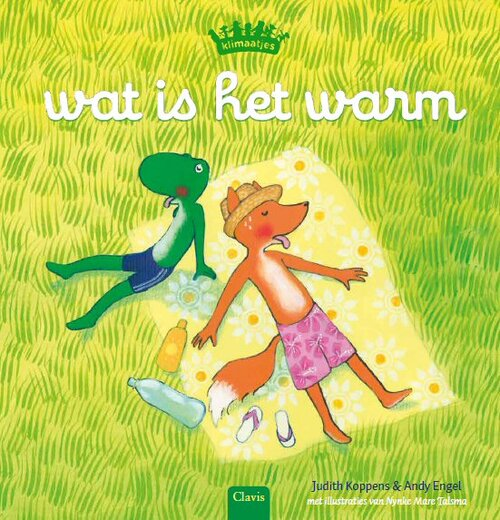 klimaatjes
wat is het warm
Judith Koppens & Andy Engel
met illustraties van Nynke Mare Talsma
Clavis